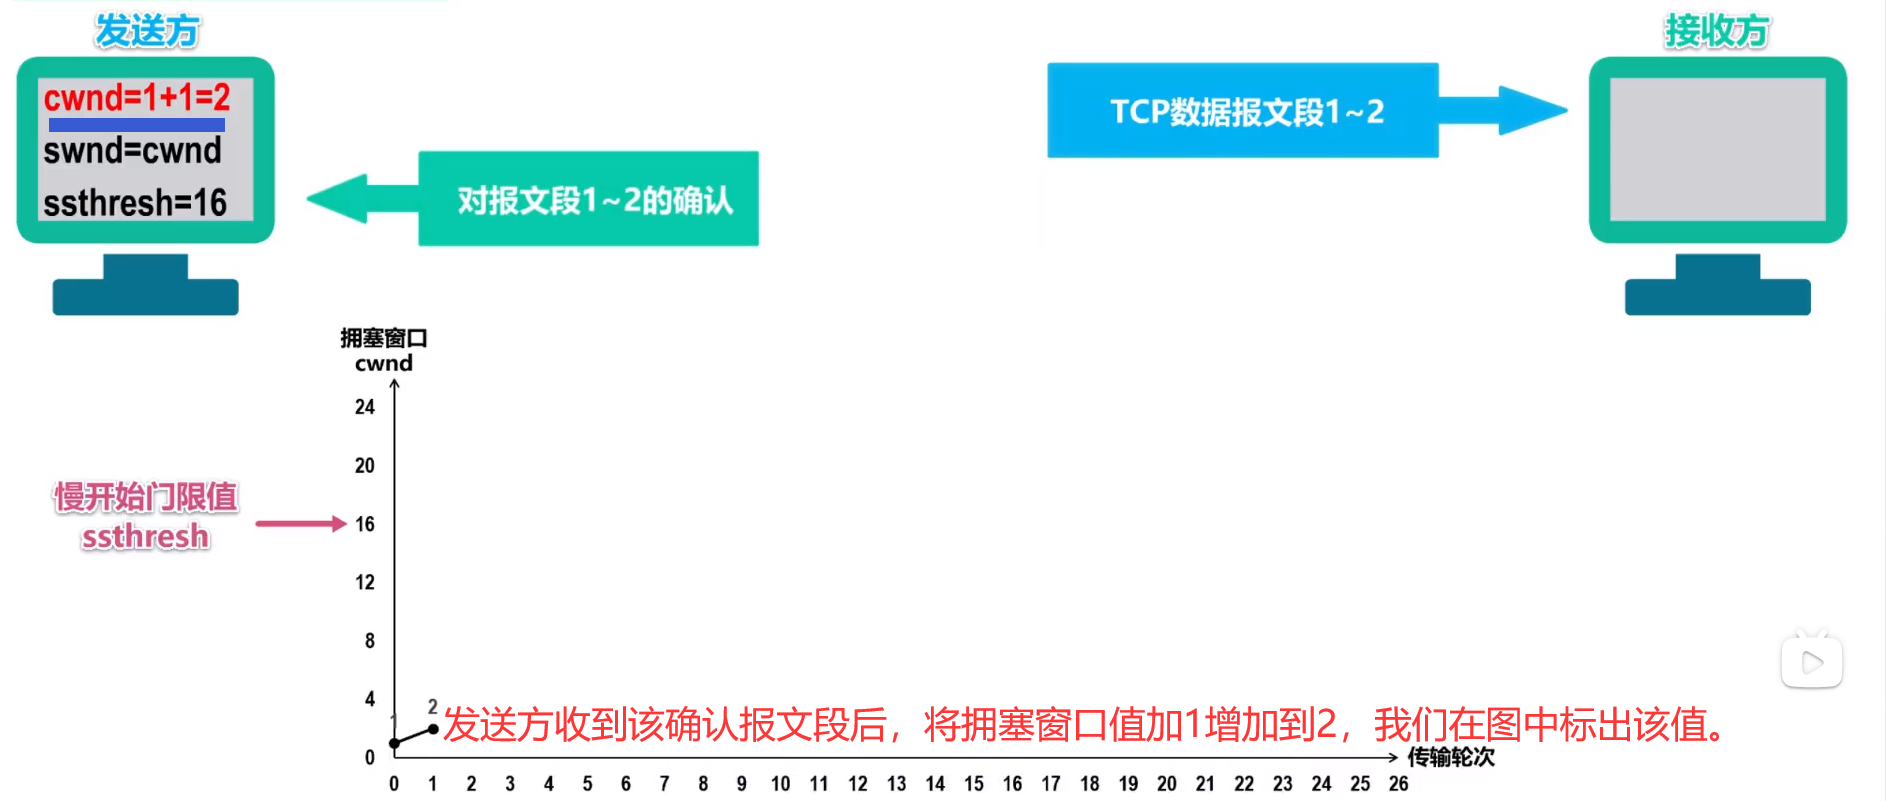 发送方
接收方
cwnd=1+1=2
swnd=cwnd
ssthresh=16
TCP数据报文段1~2
对报文段1~2的确认
拥塞窗口
cwnd
24
20
慢开始门限值
ssthresh
16
12
8
4
1
2
发送方收到该确认报文段后，将拥塞窗口值加1增加到2，我们在图中标出该值。
0
传输轮次
0 1 2 3 4 5 6 7 8 9 10 11 12 13 14 15 16 17 18 19 20 21 22 23 24 25 26